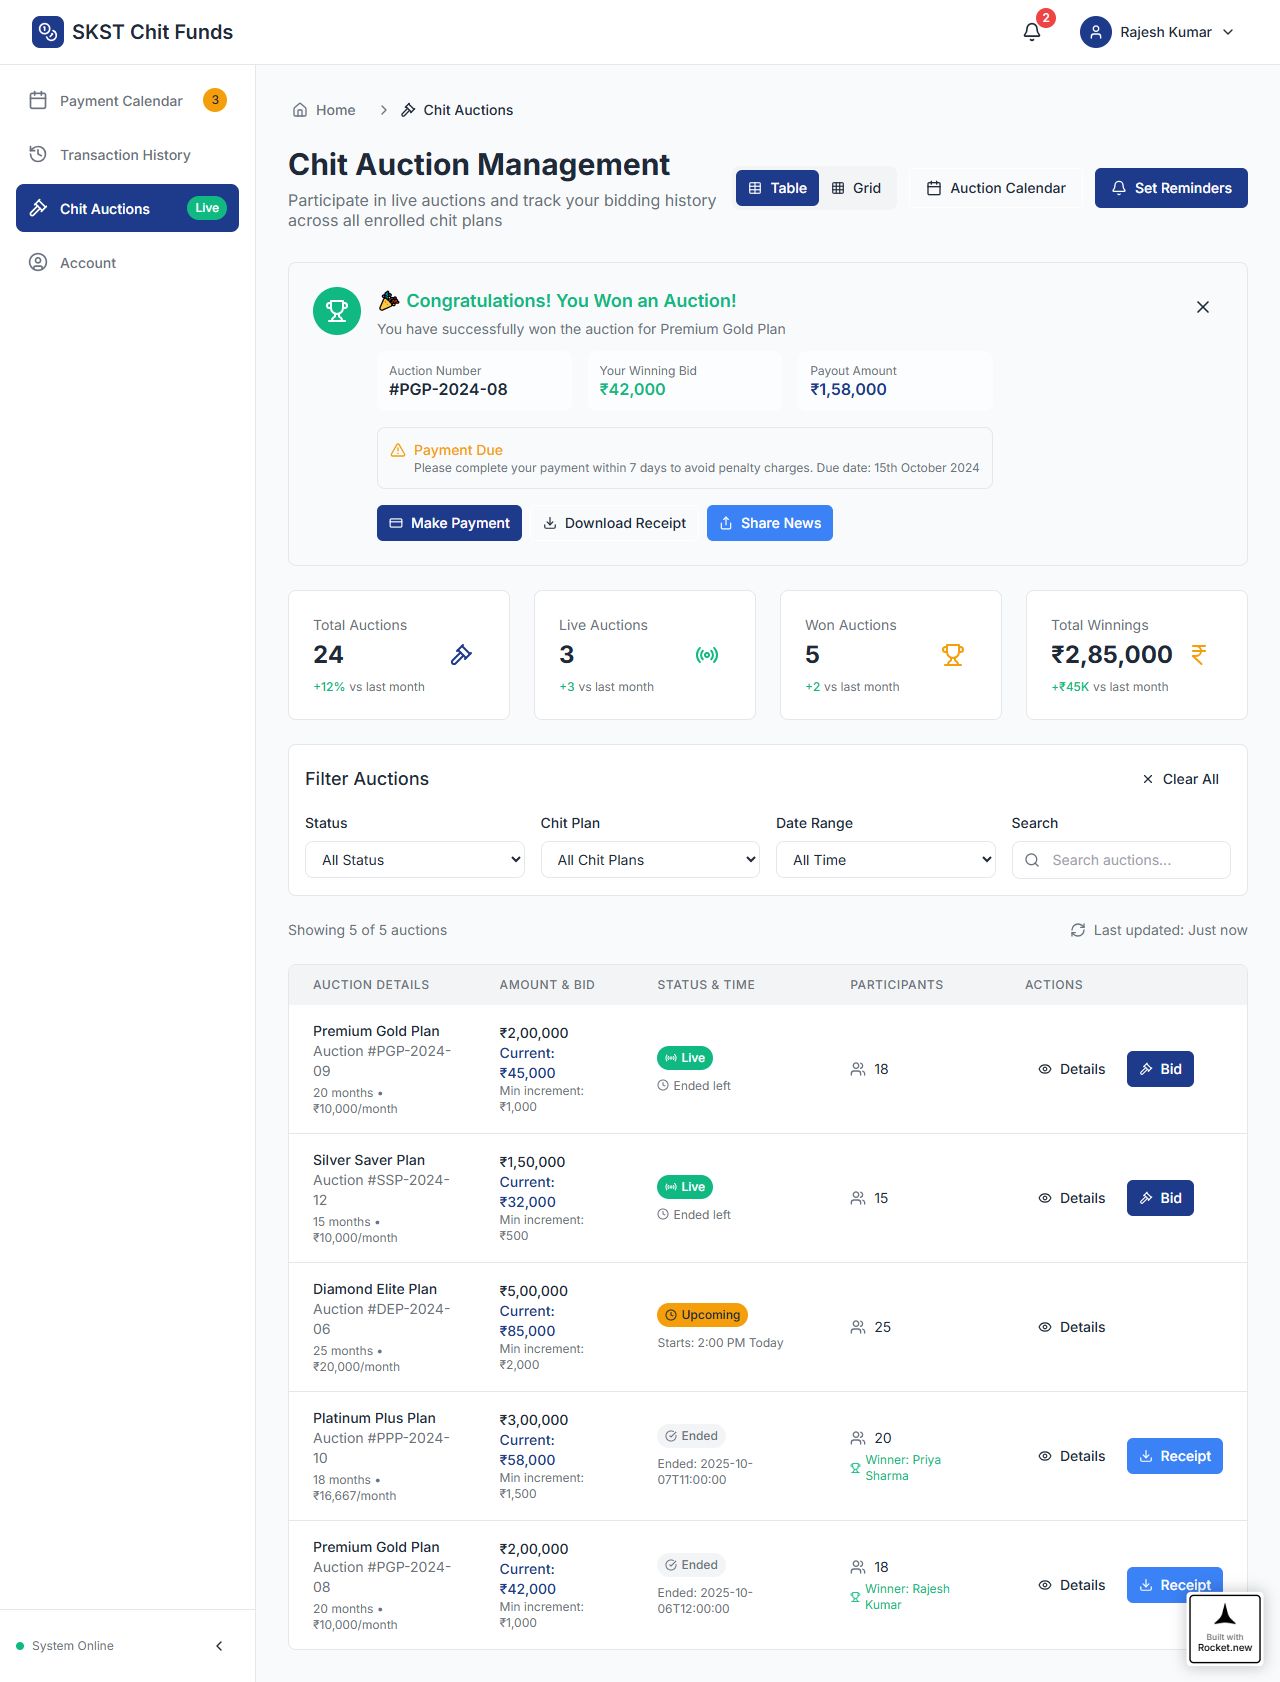 SKST Chit Funds
2
Rajesh Kumar
Payment Calendar
3
Transaction History
Chit Auctions
Live
Account
Home
Chit Auctions
Chit Auction Management
Participate in live auctions and track your bidding history
across all enrolled chit plans
Table
Grid
Auction Calendar
Set Reminders
🎉 Congratulations! You Won an Auction!
You have successfully won the auction for Premium Gold Plan
Auction Number
#PGP-2024-08
Your Winning Bid
₹42,000
Payout Amount
₹1,58,000
Payment Due
Please complete your payment within 7 days to avoid penalty charges. Due date: 15th October 2024
Make Payment
Download Receipt
Share News
Total Auctions
24
+12% vs last month
Live Auctions
3
+3 vs last month
Won Auctions
5
+2 vs last month
Total Winnings
₹2,85,000
₹
+₹45K vs last month
Filter Auctions
Clear All
Status
All Status
Chit Plan
All Chit Plans
Date Range
All Time
Search
Search auctions...
Showing 5 of 5 auctions
Last updated: Just now
AUCTION DETAILS
AMOUNT & BID
STATUS & TIME
PARTICIPANTS
ACTIONS
Premium Gold Plan
Auction #PGP-2024-
09
20 months •
₹10,000/month
₹2,00,000
Current:
₹45,000
Min increment:
₹1,000
Live
Ended left
18
Details
Bid
Silver Saver Plan
Auction #SSP-2024-
12
15 months •
₹10,000/month
₹1,50,000
Current:
₹32,000
Min increment:
₹500
Live
Ended left
15
Details
Bid
Diamond Elite Plan
Auction #DEP-2024-
06
25 months •
₹20,000/month
₹5,00,000
Current:
₹85,000
Min increment:
₹2,000
Upcoming
Starts: 2:00 PM Today
25
Details
Platinum Plus Plan
Auction #PPP-2024-
10
18 months •
₹16,667/month
₹3,00,000
Current:
₹58,000
Min increment:
₹1,500
Ended
Ended: 2025-10-
07T11:00:00
20
Winner: Priya
Sharma
Details
Receipt
Premium Gold Plan
Auction #PGP-2024-
08
20 months •
₹10,000/month
₹2,00,000
Current:
₹42,000
Min increment:
₹1,000
Ended
Ended: 2025-10-
06T12:00:00
18
Winner: Rajesh
Kumar
Details
Receipt
System Online
Built with
Rocket.new